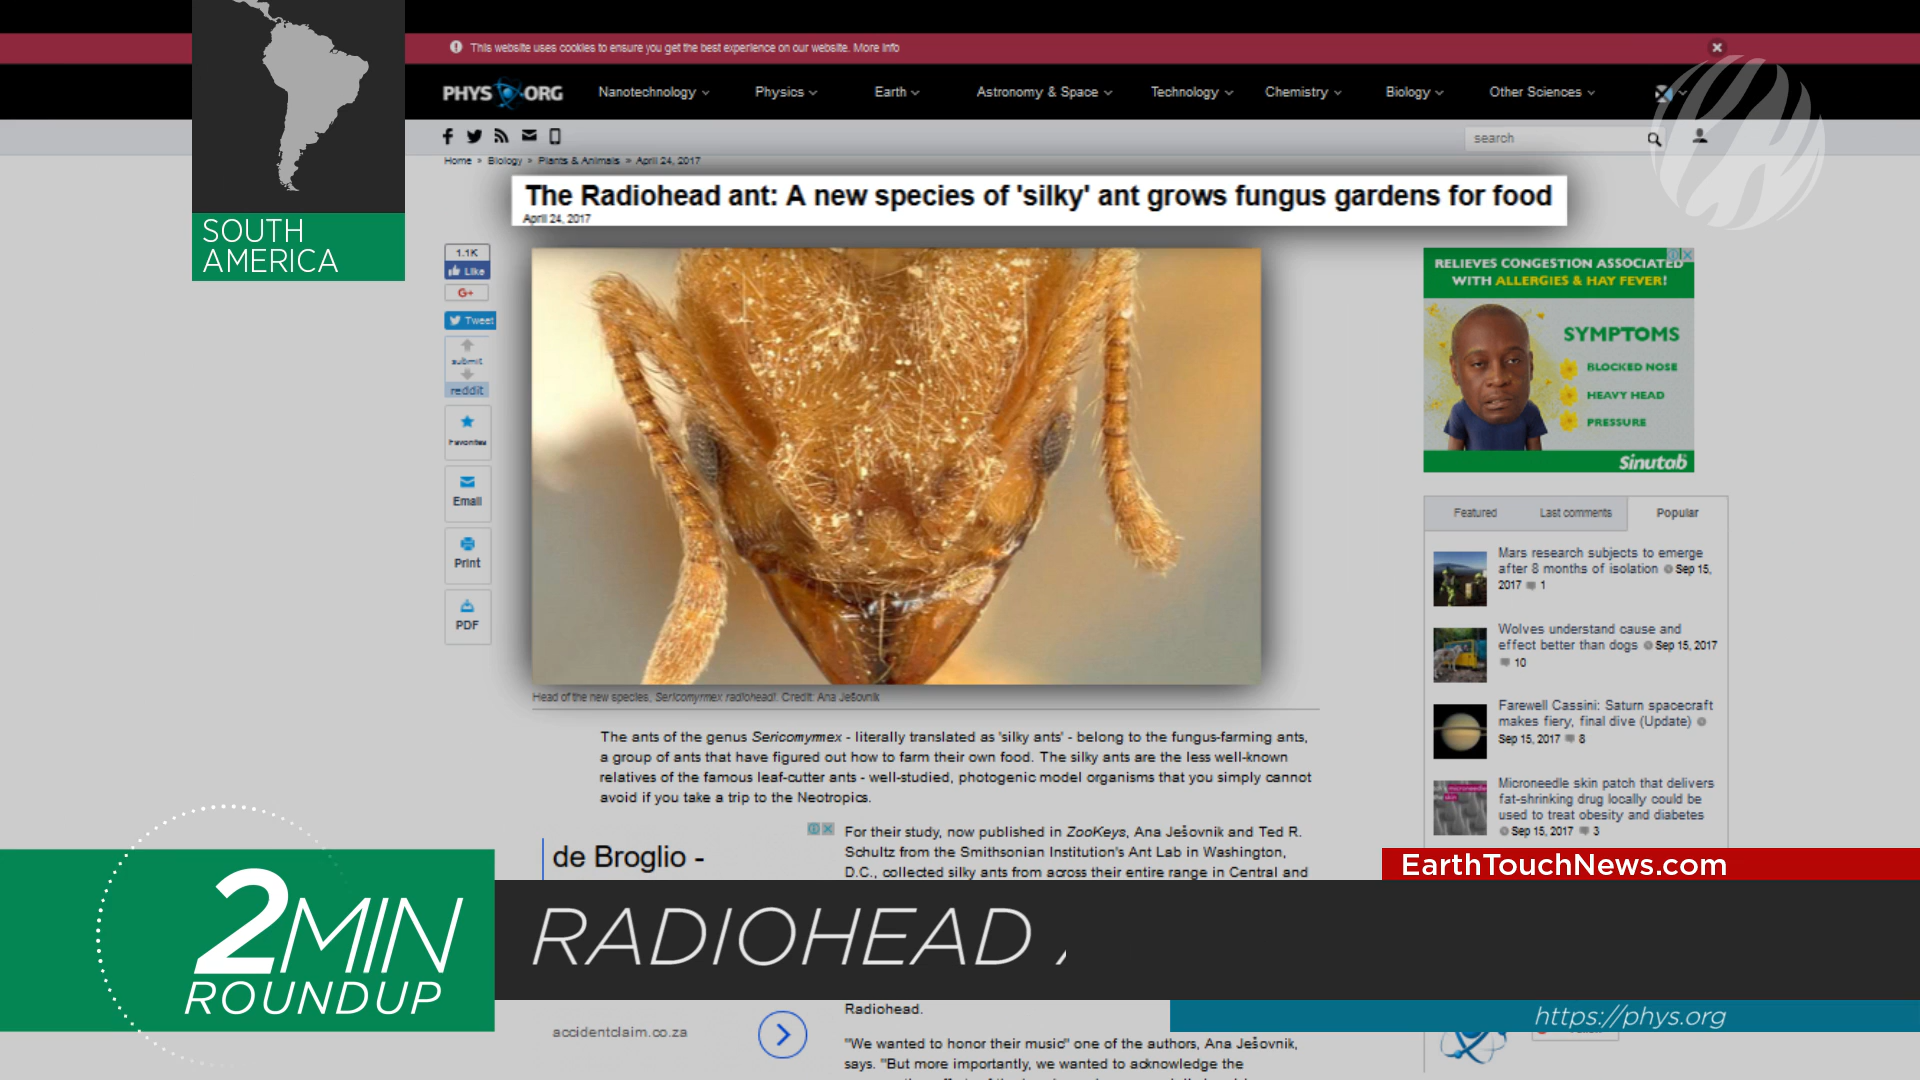 This website uses cookies to ensure you get the best experience on our website. More Info
PHYS ORG
Nanotechnology
Physics
Earth
Astronomy & Space
Technology
Chemistry
Biology
Other Sciences
search
Home > Biology > Plants & Animals > April 24, 2017
The Radiohead ant: A new species of 'silky' ant grows fungus gardens for food
April 24, 2017
SOUTH
AMERICA
1.1K
Like
G+
Tweet
submit
reddit
Favorites
Email
Print
PDF
RELIEVES CONGESTION ASSOCIATED
WITH ALLERGIES & HAY FEVER!
SYMPTOMS
BLOCKED NOSE
HEAVY HEAD
PRESSURE
Sinutab
Featured
Last comments
Popular
Mars research subjects to emerge
after 8 months of isolation Sep 15,
2017 1
Wolves understand cause and
effect better than dogs Sep 15, 2017
10
Farewell Cassini: Saturn spacecraft
makes fiery, final dive (Update)
Sep 15, 2017 8
Microneedle skin patch that delivers
fat-shrinking drug locally could be
used to treat obesity and diabetes
Sep 15, 2017 3
Head of the new species, Sericomyrmex radioheadi. Credit: Ana Ješovnik
The ants of the genus Sericomyrmex - literally translated as 'silky ants' - belong to the fungus-farming ants,
a group of ants that have figured out how to farm their own food. The silky ants are the less well-known
relatives of the famous leaf-cutter ants - well-studied, photogenic model organisms that you simply cannot
avoid if you take a trip to the Neotropics.
For their study, now published in ZooKeys, Ana Ješovnik and Ted R.
Schultz from the Smithsonian Institution's Ant Lab in Washington,
D.C., collected silky ants from across their entire range in Central and
de Broglio -
EarthTouchNews.com
2MIN
ROUNDUP
RADIOHEAD
Radiohead.
accidentclaim.co.za
"We wanted to honor their music" one of the authors, Ana Ješovnik,
says. "But more importantly, we wanted to acknowledge the
https://phys.org